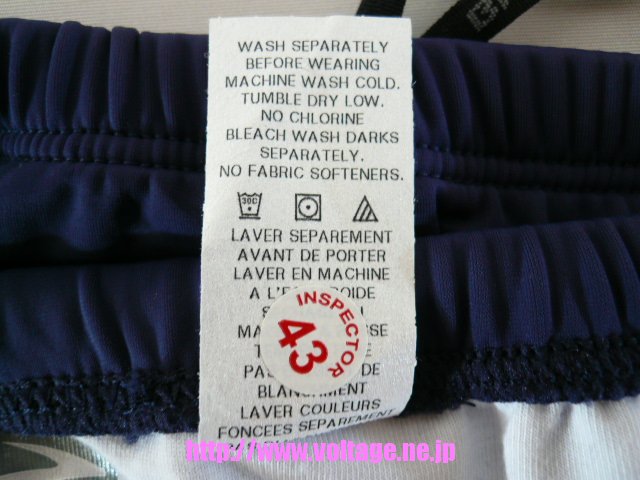 WASH SEPARATELY
BEFORE WEARING
MACHINE WASH COLD.
TUMBLE DRY LOW.
NO CHLORINE
BLEACH WASH DARKS
SEPARATELY.
NO FABRIC SOFTENERS.
30C
LAVER SEPAREMENT
AVANT DE PORTER
LAVER EN MACHINE
INSPECTOR
43
BLANCHMENT
LAVER COULEURS
FONCEES SEPAREMENT
http://www.voltage.ne.jp